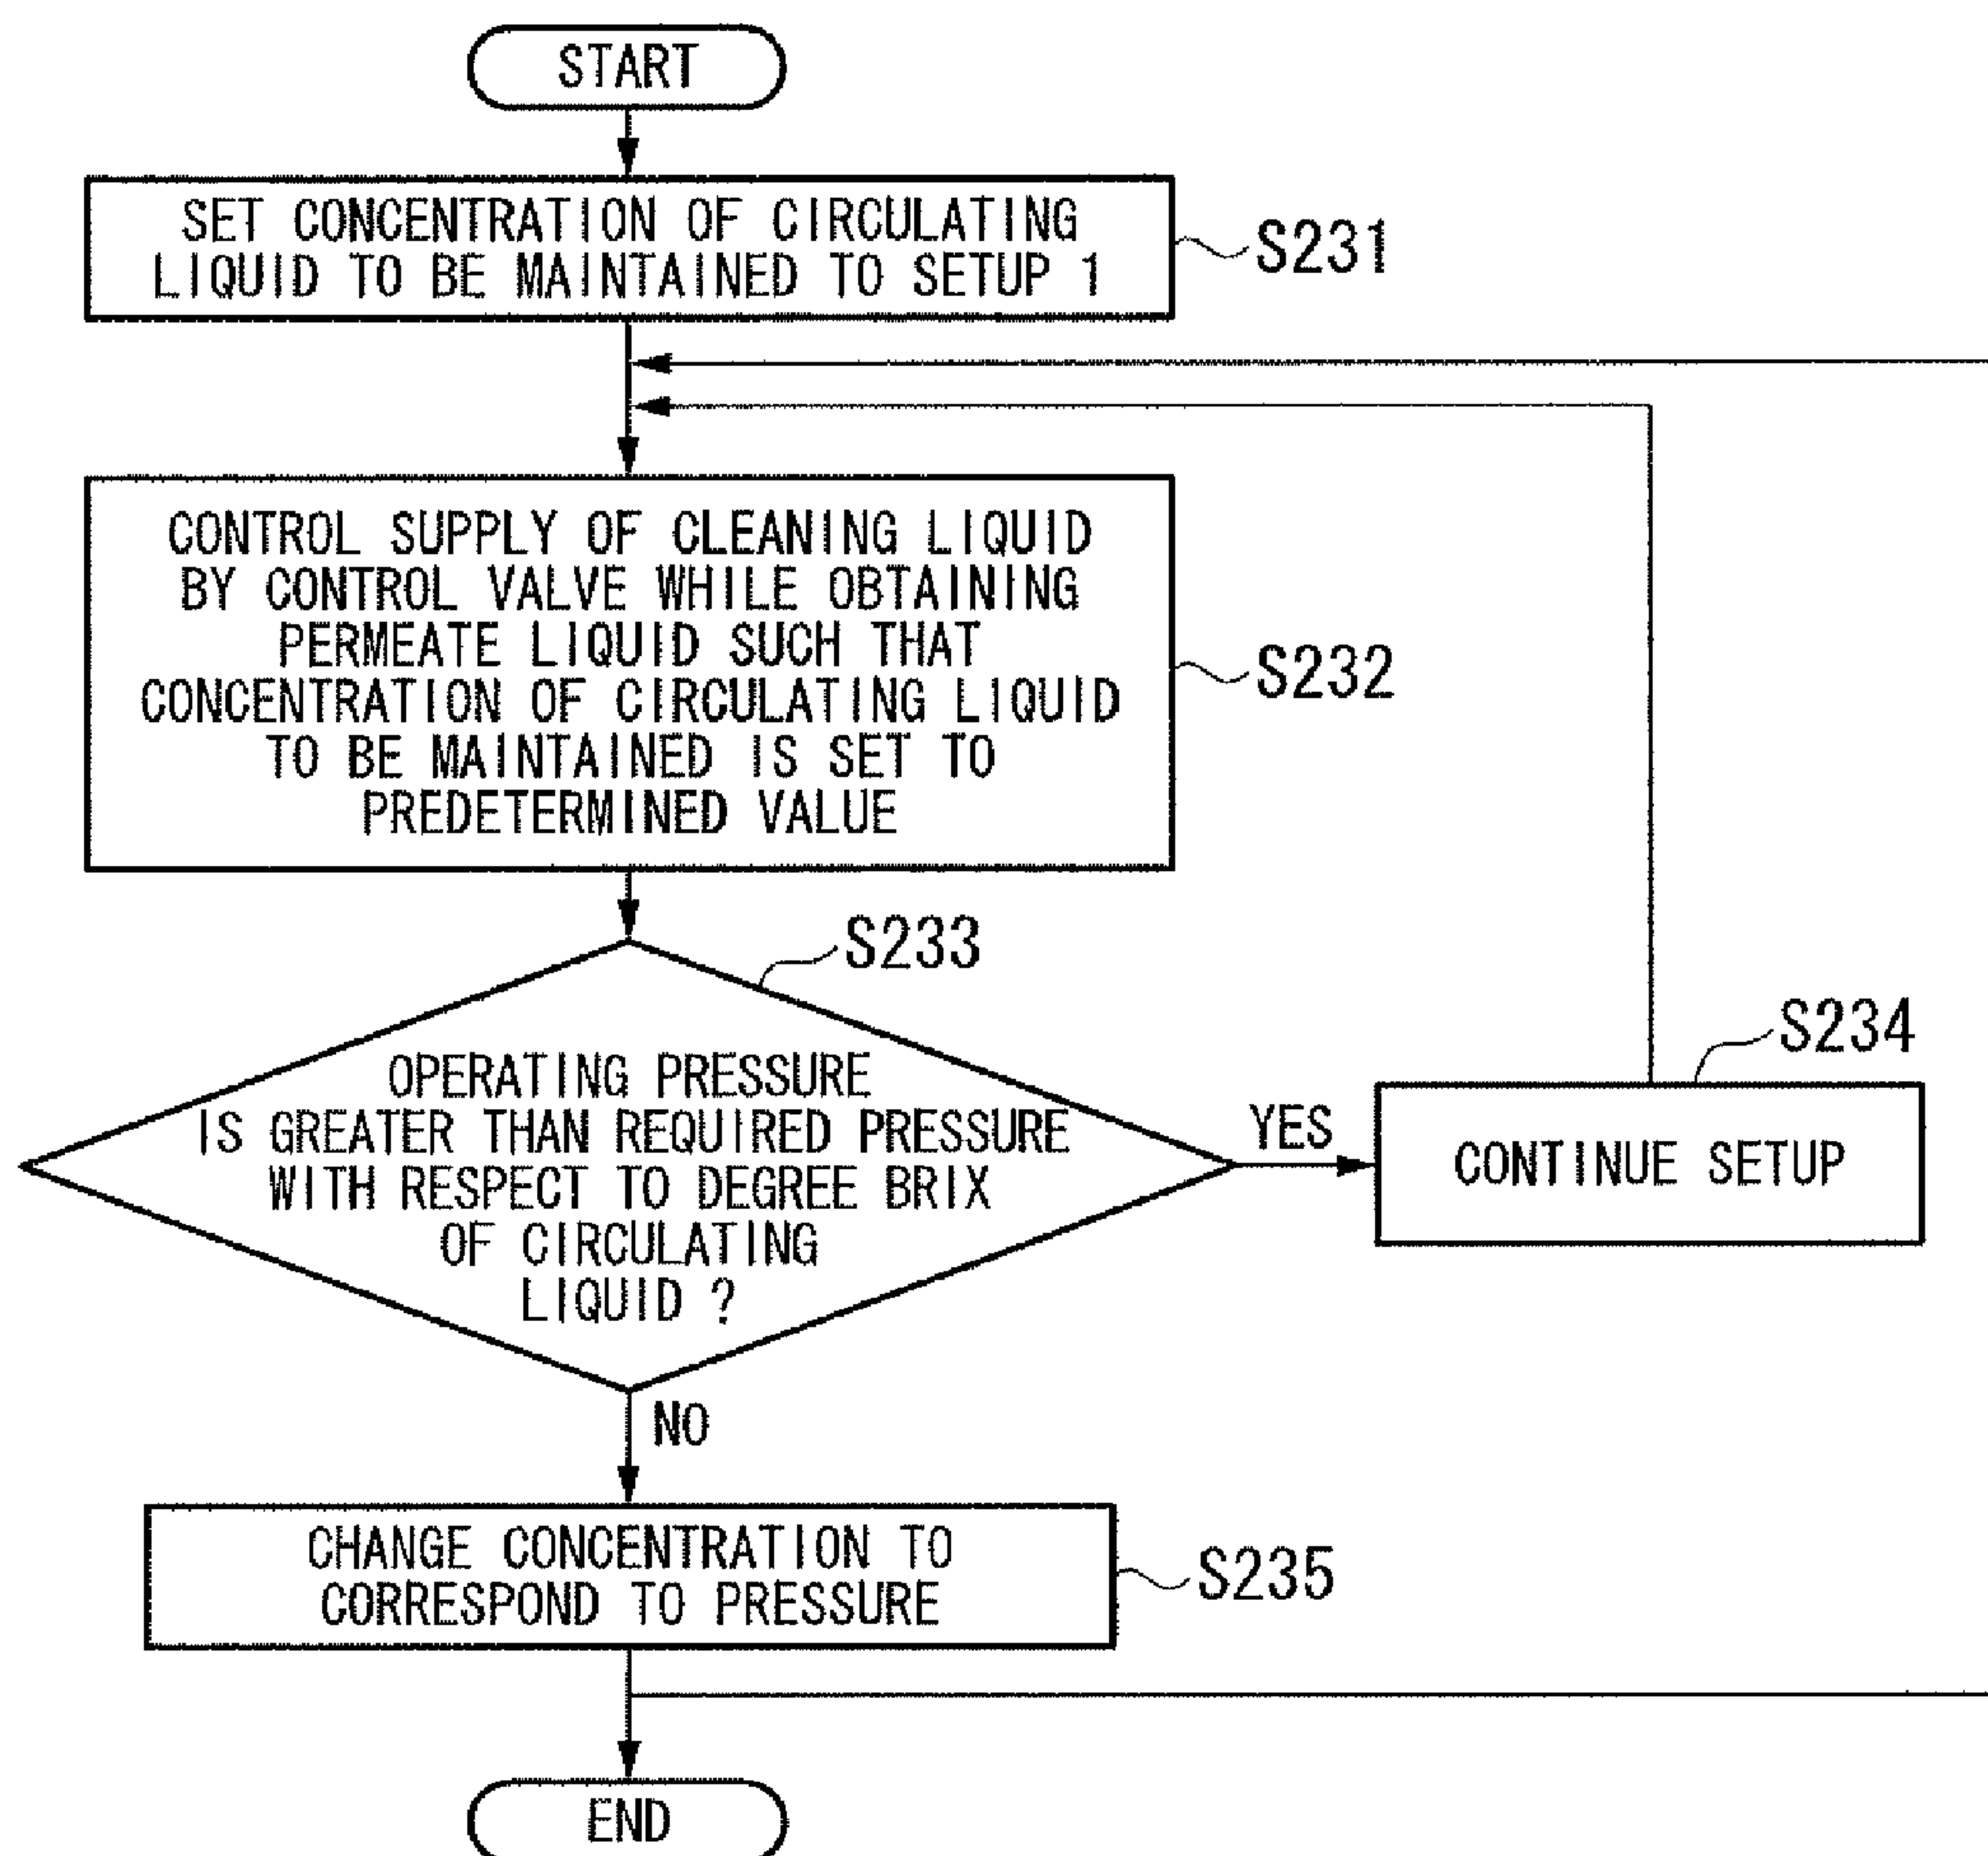 START
SET CONCENTRATION OF CIRCULATING
LIQUID TO BE MAINTAINED TO SETUP 1
S231
CONTROL SUPPLY OF CLEANING LIQUID
BY CONTROL VALVE WHILE OBTAINING
PERMEATE LIQUID SUCH THAT
CONCENTRATION OF CIRCULATING LIQUID
TO BE MAINTAINED IS SET TO
PREDETERMINED VALUE
S232
S233
OPERATING PRESSURE
IS GREATER THAN REQUIRED PRESSURE
WITH RESPECT TO DEGREE BRIX
OF CIRCULATING
LIQUID ?
YES
S234
CONTINUE SETUP
NO
CHANGE CONCENTRATION TO
CORRESPOND TO PRESSURE
S235
END